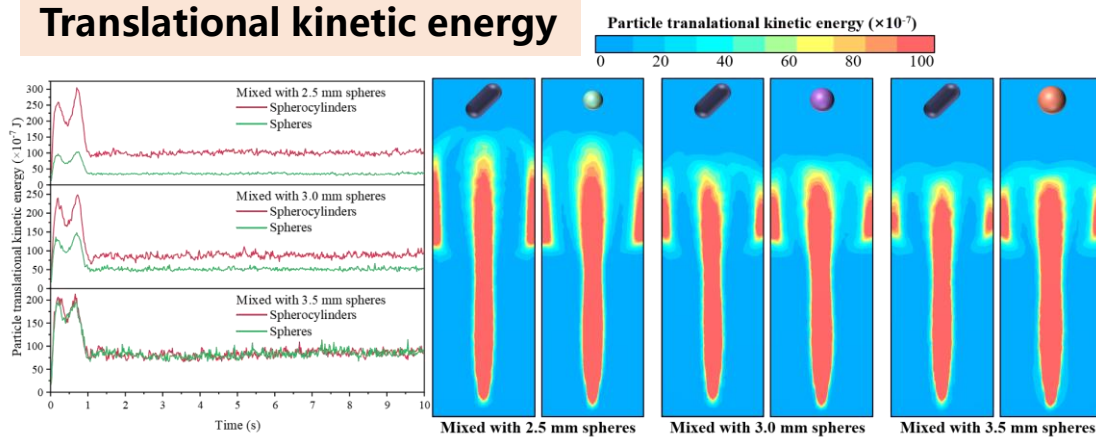 Translational kinetic energy
Particle tranalational kinetic energy (×10⁻⁷)
0 20 40 60 80 100
Particle translational kinetic energy (×10⁻⁷ J)
300
250
200
150
100
50
0
Mixed with 2.5 mm spheres
Spherocylinders
Spheres
250
200
150
100
50
0
Mixed with 3.0 mm spheres
Spherocylinders
Spheres
200
150
100
50
0
Mixed with 3.5 mm spheres
Spherocylinders
Spheres
0 1 2 3 4 5 6 7 8 9 10
Time (s)
Mixed with 2.5 mm spheres
Mixed with 3.0 mm spheres
Mixed with 3.5 mm spheres